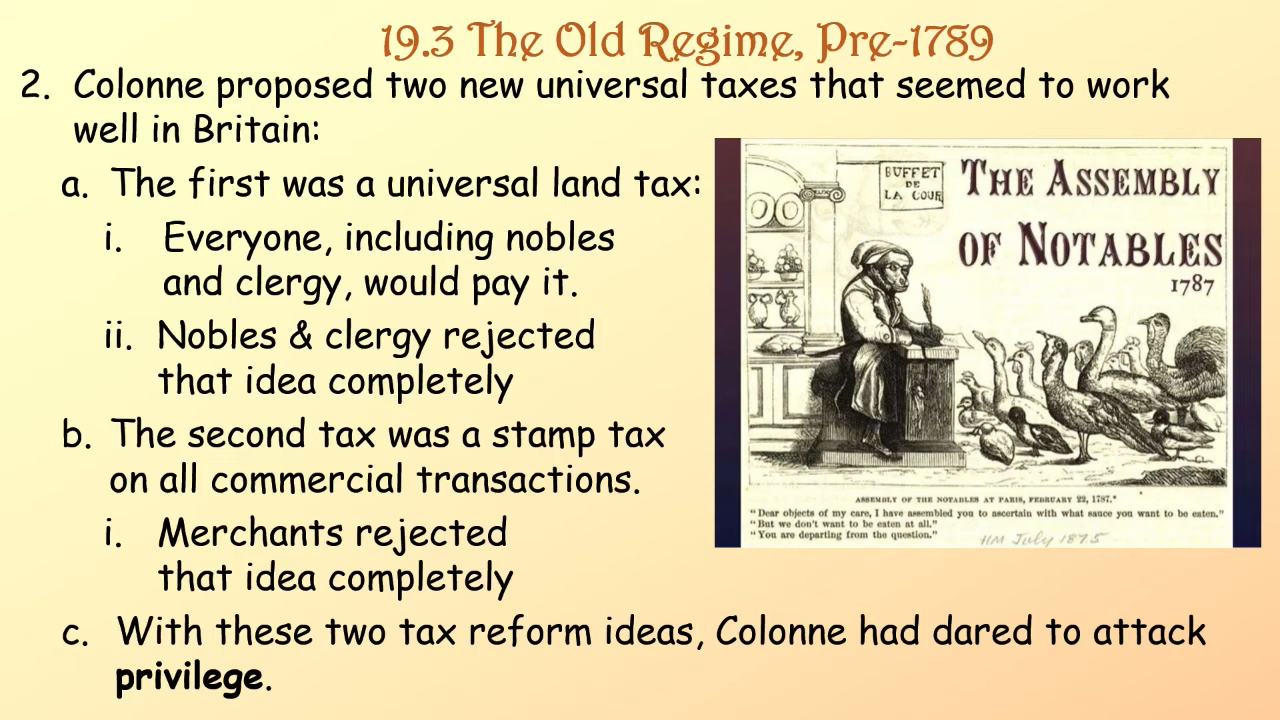 19.3 The Old Regime, Pre-1789
2. Colonne proposed two new universal taxes that seemed to work
well in Britain:
a. The first was a universal land tax:
i. Everyone, including nobles
and clergy, would pay it.
ii. Nobles & clergy rejected
that idea completely
b. The second tax was a stamp tax
on all commercial transactions.
i. Merchants rejected
that idea completely
c. With these two tax reform ideas, Colonne had dared to attack
privilege.
BUFFET
DE
LA COUR
THE ASSEMBLY
OF NOTABLES
1787
ASSEMBLY OF THE NOTABLES AT PARIS, FEBRUARY 22, 1787.*
"Dear objects of my care, I have assembled you to ascertain with what sauce you want to be eaten."
"But we don't want to be eaten at all."
"You are departing from the question."
HM July 1875